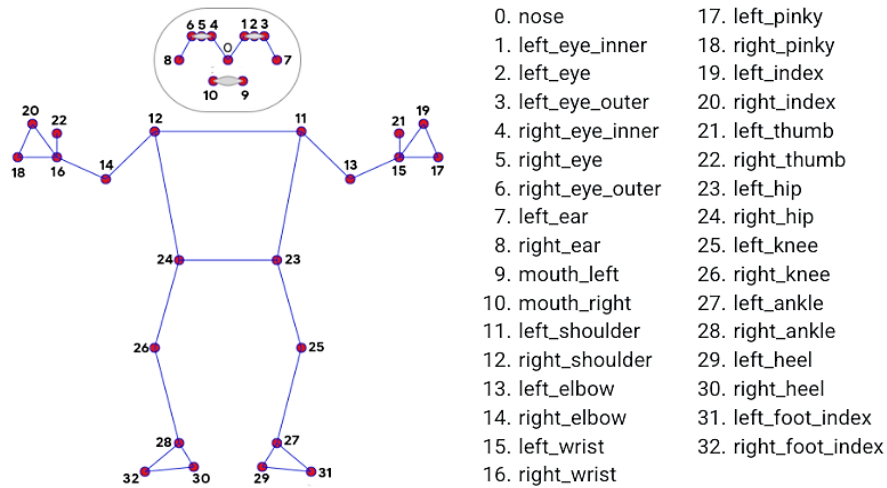 6 5 4 1 2 3
0
8 7
10 9
20 22 12 11 21 19
18 16 14 13 15 17
24 23
26 25
28 27
32 30 29 31
0. nose
1. left_eye_inner
2. left_eye
3. left_eye_outer
4. right_eye_inner
5. right_eye
6. right_eye_outer
7. left_ear
8. right_ear
9. mouth_left
10. mouth_right
11. left_shoulder
12. right_shoulder
13. left_elbow
14. right_elbow
15. left_wrist
16. right_wrist
17. left_pinky
18. right_pinky
19. left_index
20. right_index
21. left_thumb
22. right_thumb
23. left_hip
24. right_hip
25. left_knee
26. right_knee
27. left_ankle
28. right_ankle
29. left_heel
30. right_heel
31. left_foot_index
32. right_foot_index